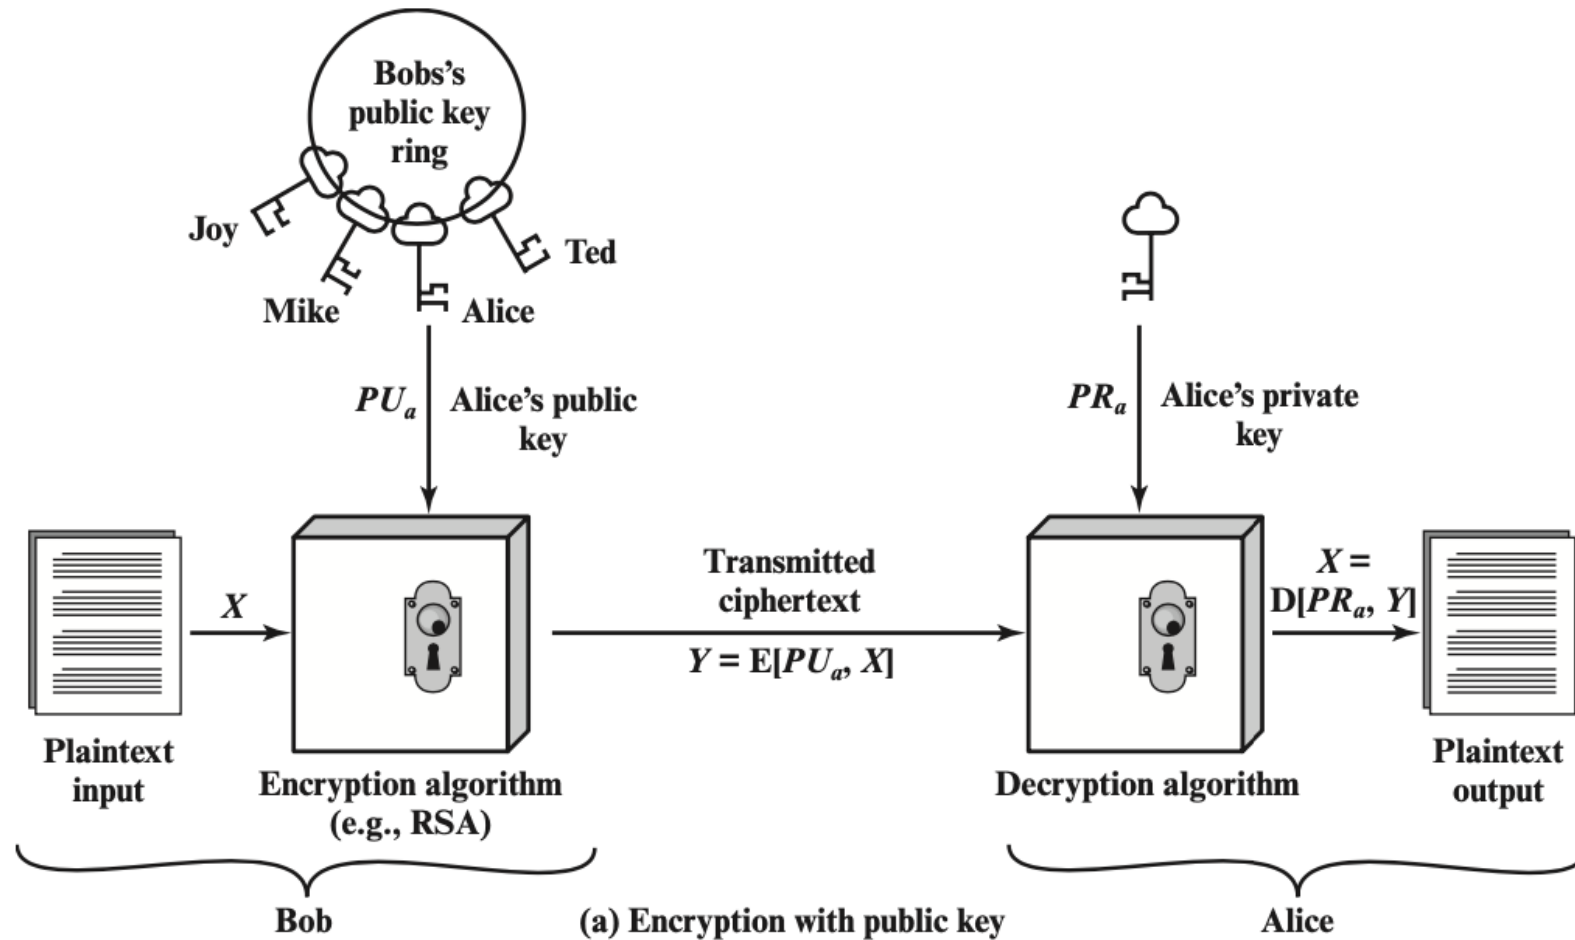 Bobs's
public key
ring
Joy
Ted
Mike
Alice
PUa
Alice's public
key
PRa
Alice's private
key
X
Transmitted
ciphertext
Y = E[PUa, X]
X =
D[PRa, Y]
Plaintext
input
Encryption algorithm
(e.g., RSA)
Decryption algorithm
Plaintext
output
Bob
(a) Encryption with public key
Alice